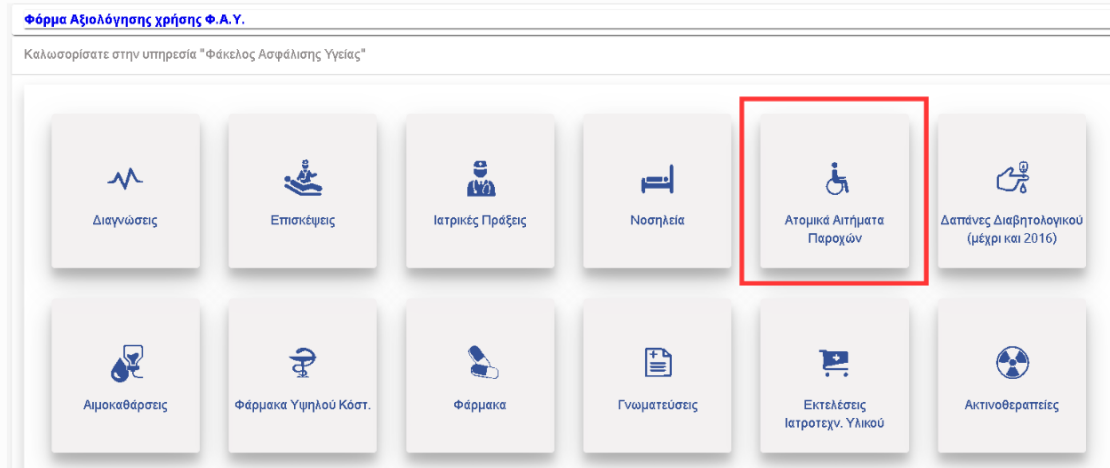 Φόρμα Αξιολόγησης χρήσης Φ.Α.Υ.
Καλωσορίσατε στην υπηρεσία "Φάκελος Ασφάλισης Υγείας"
Διαγνώσεις
Επισκέψεις
Ιατρικές Πράξεις
Νοσηλεία
Ατομικά Αιτήματα
Παροχών
Δαπάνες Διαβητολογικού
(μέχρι και 2016)
Αιμοκαθάρσεις
Φάρμακα Υψηλού Κόστ.
Φάρμακα
Γνωματεύσεις
Εκτελέσεις
Ιατροτεχν. Υλικού
Ακτινοθεραπείες